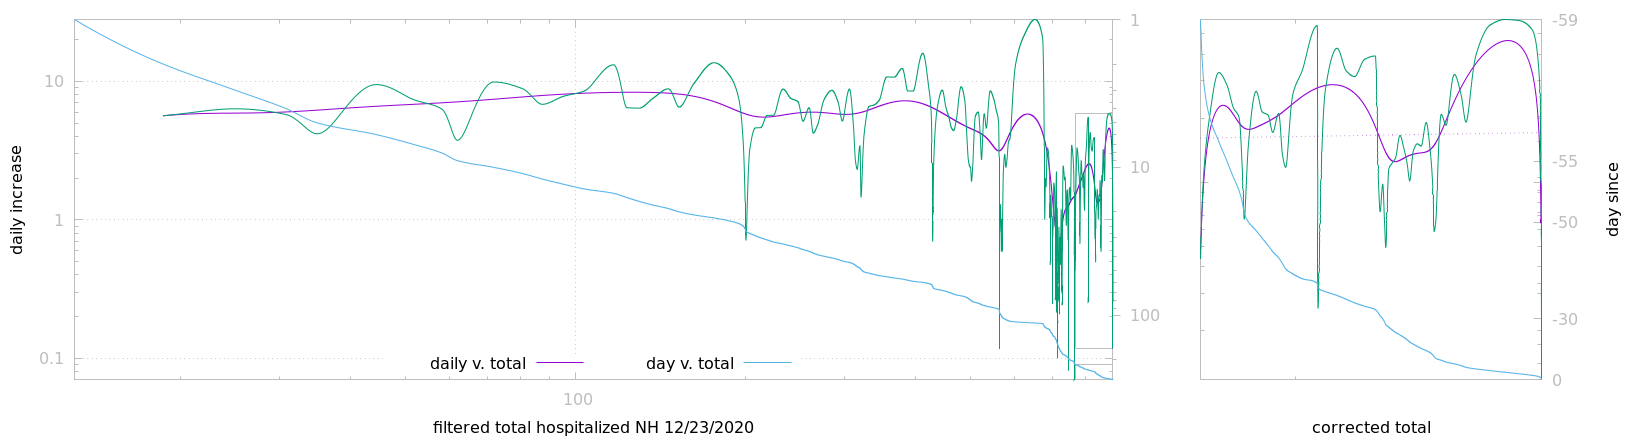 10
1
0.1
daily increase
daily v. total
day v. total
100
filtered total hospitalized NH 12/23/2020
1
10
100
-59
-55
-50
-30
0
day since
corrected total